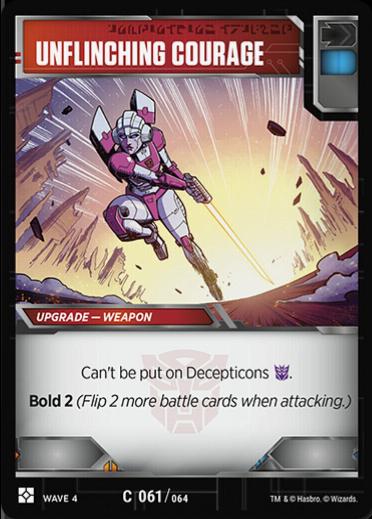 UNFLINCHING COURAGE
UPGRADE — WEAPON
Can't be put on Decepticons.
Bold 2 (Flip 2 more battle cards when attacking.)
WAVE 4 C 061/064 TM & © Hasbro. © Wizards.